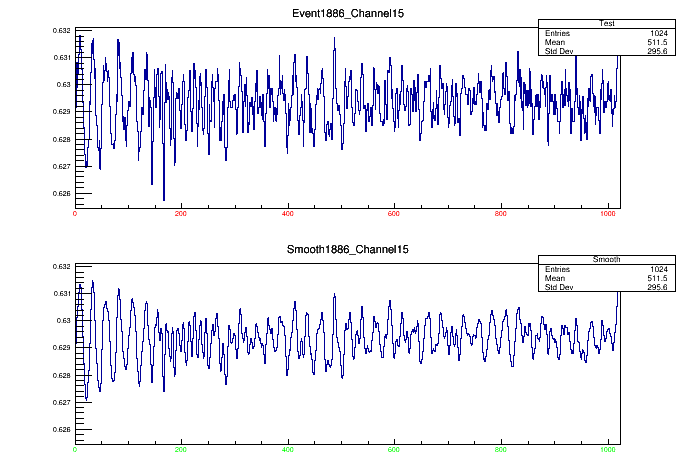 Event1886_Channel15
Test
Entries 1024
Mean 511.5
Std Dev 295.6
0.632
0.631
0.63
0.629
0.628
0.627
0.626
0 200 400 600 800 1000
Smooth1886_Channel15
Smooth
Entries 1024
Mean 511.5
Std Dev 295.6
0.632
0.631
0.63
0.629
0.628
0.627
0.626
0 200 400 600 800 1000